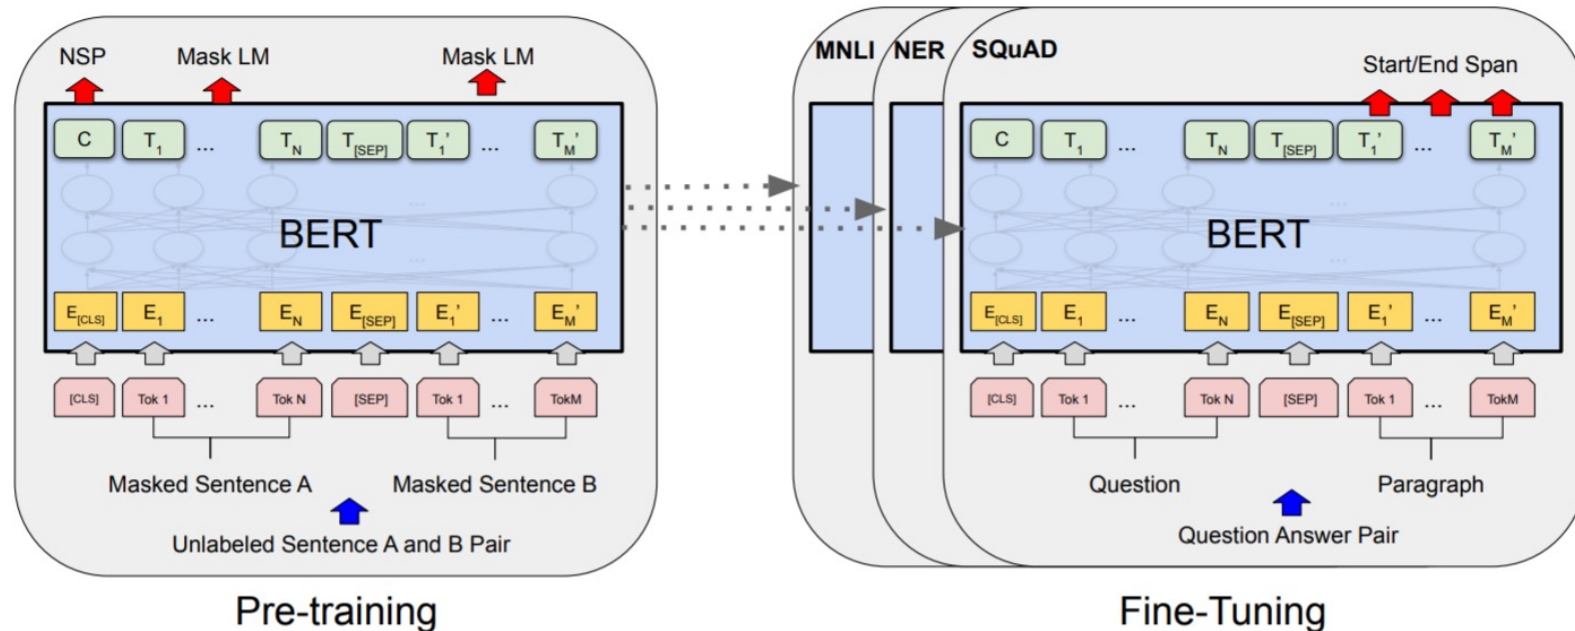 NSP Mask LM Mask LM
C T1 ... TN T[SEP] T1' ... TM'
...
BERT
...
E[CLS] E1 ... EN E[SEP] E1' ... EM'
[CLS] Tok 1 ... Tok N [SEP] Tok 1 ... TokM
Masked Sentence A Masked Sentence B
Unlabeled Sentence A and B Pair
Pre-training
MNLI NER SQuAD
Start/End Span
C T1 ... TN T[SEP] T1' ... TM'
...
BERT
E[CLS] E1 ... EN E[SEP] E1' ... EM'
[CLS] Tok 1 ... Tok N [SEP] Tok 1 ... TokM
Question Paragraph
Question Answer Pair
Fine-Tuning